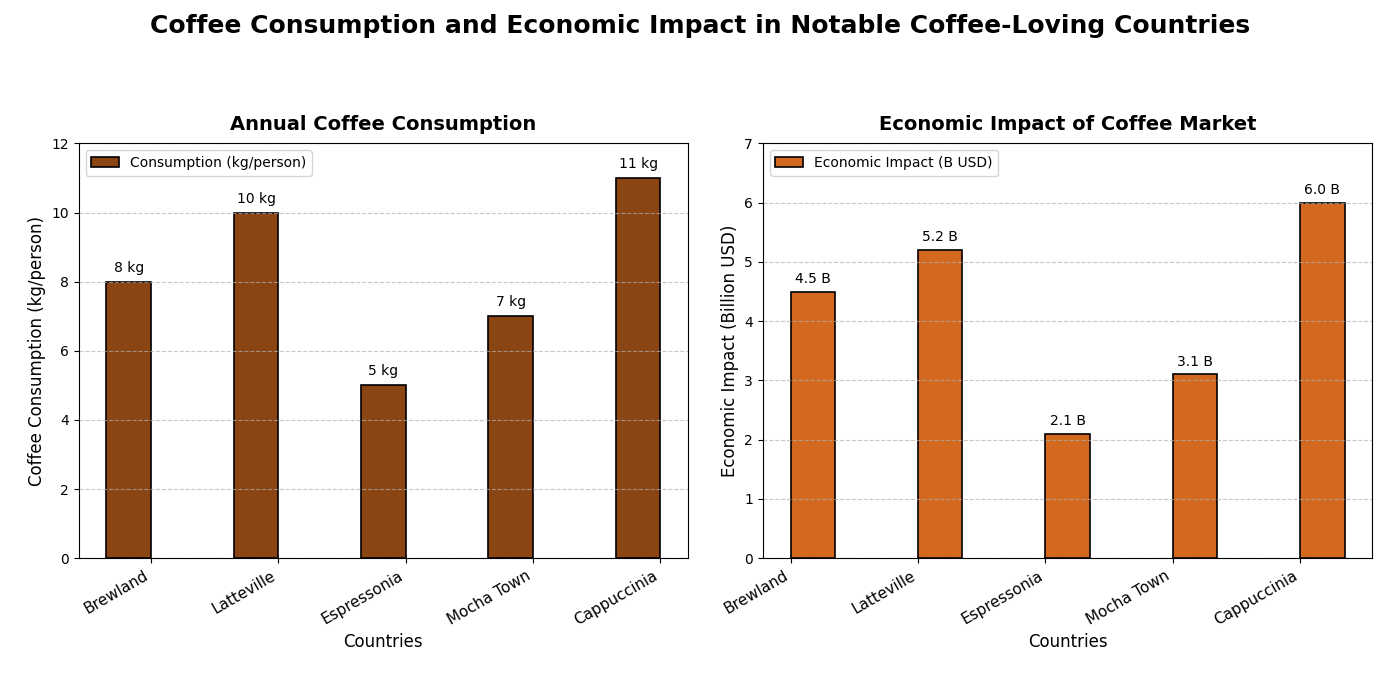 Coffee Consumption and Economic Impact in Notable Coffee-Loving Countries
Annual Coffee Consumption
Consumption (kg/person)
Coffee Consumption (kg/person)
12
10
8
6
4
2
0
8 kg
10 kg
5 kg
7 kg
11 kg
Brewland
Latteville
Espressonia
Mocha Town
Cappuccinia
Countries
Economic Impact of Coffee Market
Economic Impact (B USD)
Economic Impact (Billion USD)
7
6
5
4
3
2
1
0
4.5 B
5.2 B
2.1 B
3.1 B
6.0 B
Brewland
Latteville
Espressonia
Mocha Town
Cappuccinia
Countries